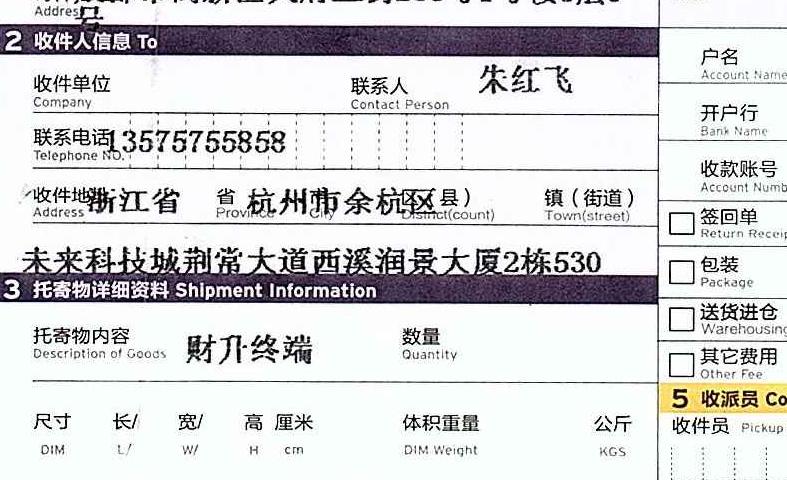 Address
号
2 收件人信息 To
收件单位 联系人 朱红飞
Company Contact Person
联系电话 13575755858
Telephone NO.
收件地址 浙江省 省 杭州市 市 余杭区 区(县) 镇(街道)
Address Province City District(count) Town(street)
未来科技城荆常大道西溪润景大厦2栋530
3 托寄物详细资料 Shipment Information
托寄物内容 财升终端 数量
Description of Goods Quantity
尺寸 长/ 宽/ 高 厘米 体积重量 公斤
DIM L/ W/ H cm DIM Weight KGS
户名
Account Name
开户行
Bank Name
收款账号
Account Numb
签回单
Return Receip
包装
Package
送货进仓
Warehousing
其它费用
Other Fee
5 收派员 Co
收件员 Pickup